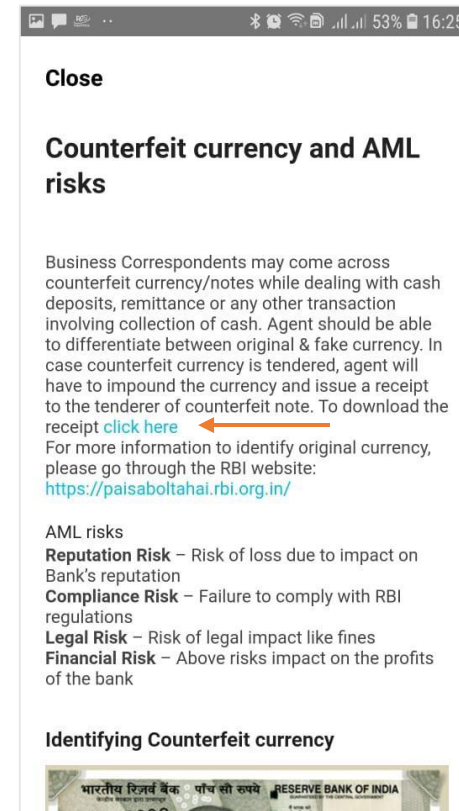 53% 16:25
Close
Counterfeit currency and AML
risks
Business Correspondents may come across
counterfeit currency/notes while dealing with cash
deposits, remittance or any other transaction
involving collection of cash. Agent should be able
to differentiate between original & fake currency. In
case counterfeit currency is tendered, agent will
have to impound the currency and issue a receipt
to the tenderer of counterfeit note. To download the
receipt click here
For more information to identify original currency,
please go through the RBI website:
https://paisaboltahai.rbi.org.in/
AML risks
Reputation Risk – Risk of loss due to impact on
Bank's reputation
Compliance Risk – Failure to comply with RBI
regulations
Legal Risk – Risk of legal impact like fines
Financial Risk – Above risks impact on the profits
of the bank
Identifying Counterfeit currency
भारतीय रिज़र्व बैंक पाँच सौ रुपये RESERVE BANK OF INDIA